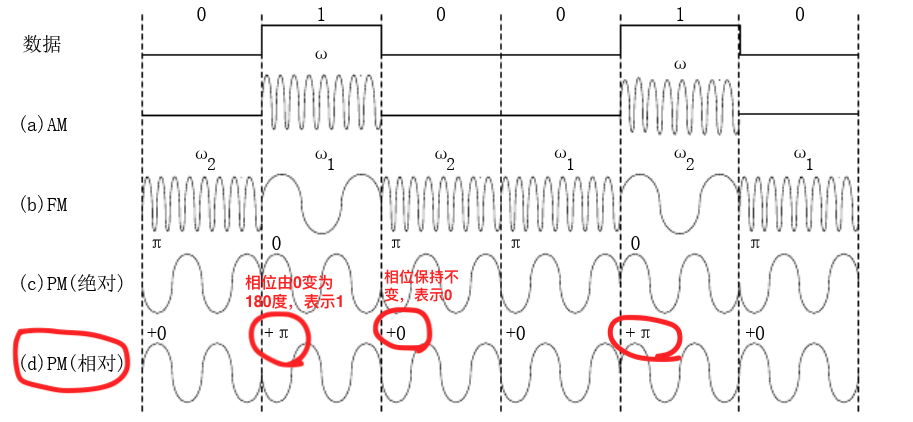 0 1 0 0 1 0
数据
ω ω
(a)AM
ω2 ω1 ω2 ω1 ω2 ω1
(b)FM
π 0 π π 0 π
(c)PM(绝对)
相位由0变为
180度，表示1
相位保持不
变，表示0
+0 +π +0 +0 +π +0
(d)PM(相对)